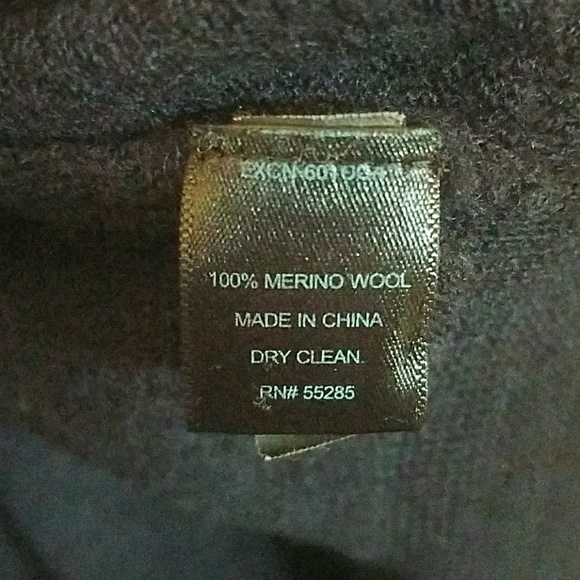 100% MERINO WOOL
MADE IN CHINA
DRY CLEAN.
RN# 55285